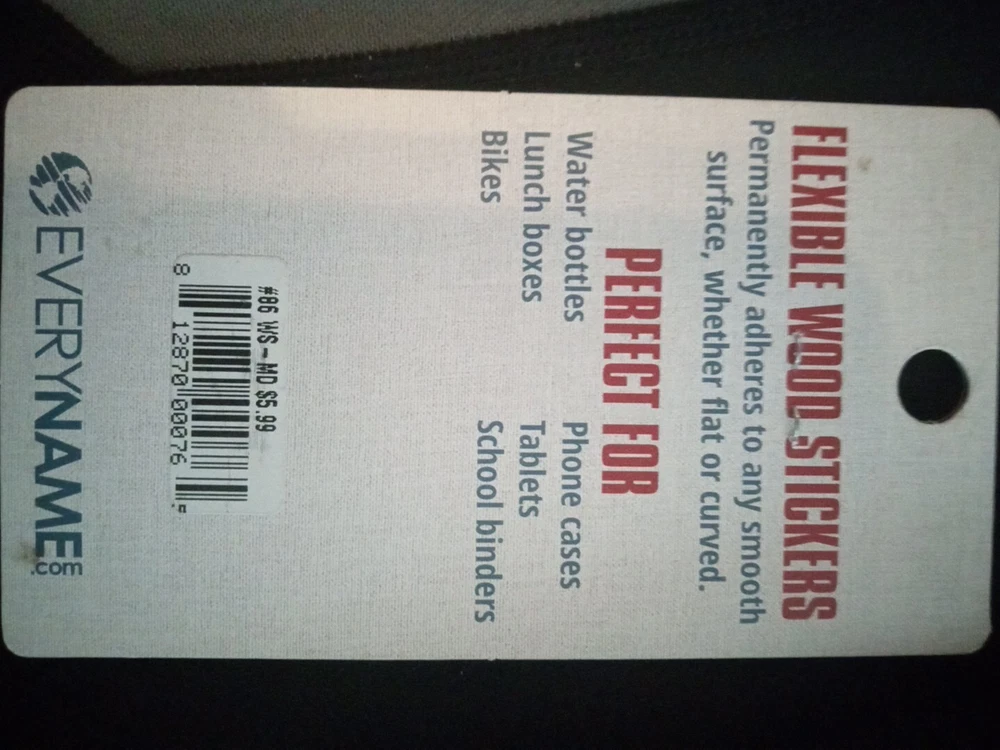 FLEXIBLE WOOD STICKERS
Permanently adheres to any smooth
surface, whether flat or curved.
PERFECT FOR
Water bottles Phone cases
Lunch boxes Tablets
Bikes School binders
#86 WS-MD $5.99
8 12870 00076
EVERYNAME.com